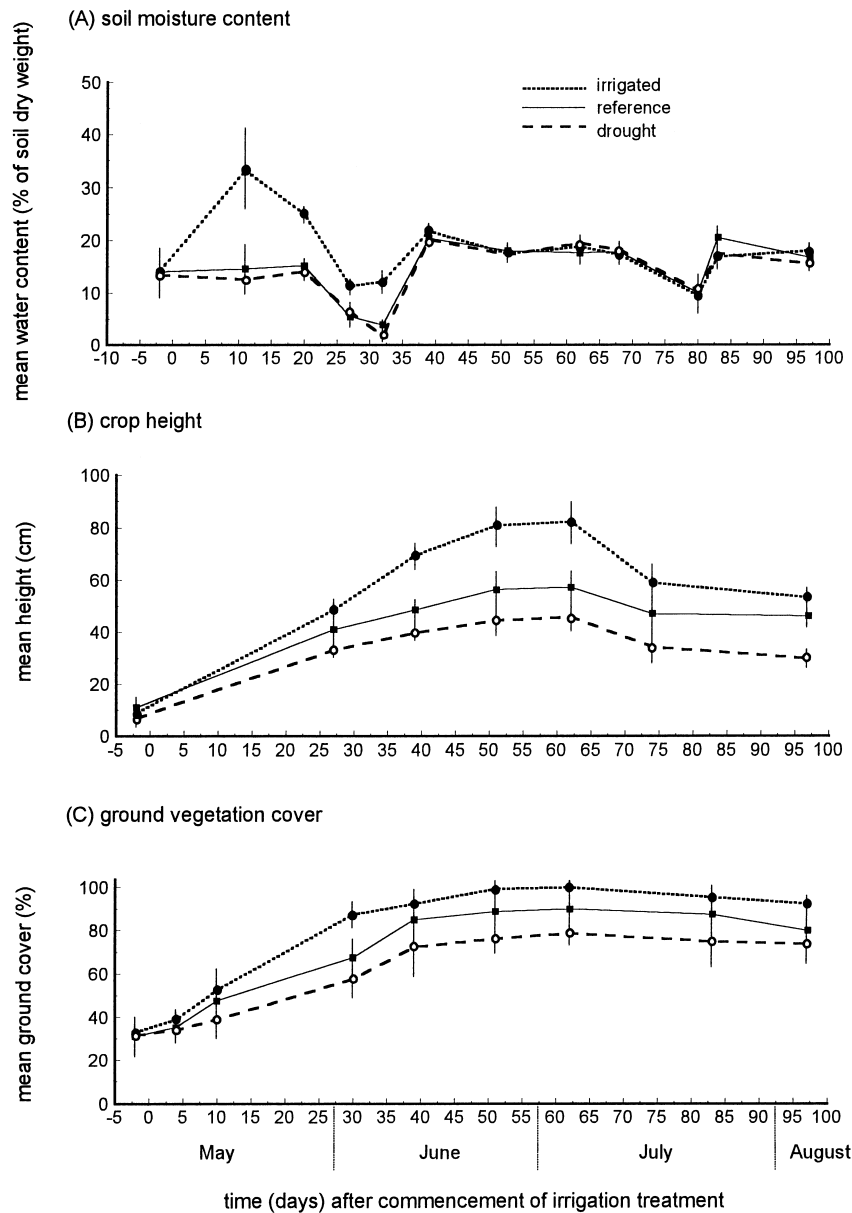 (A) soil moisture content
mean water content (% of soil dry weight)
50
40
30
20
10
0
irrigated
reference
drought
-10 -5 0 5 10 15 20 25 30 35 40 45 50 55 60 65 70 75 80 85 90 95 100
(B) crop height
mean height (cm)
100
80
60
40
20
0
-5 0 5 10 15 20 25 30 35 40 45 50 55 60 65 70 75 80 85 90 95 100
(C) ground vegetation cover
mean ground cover (%)
100
80
60
40
20
0
-5 0 5 10 15 20 25 30 35 40 45 50 55 60 65 70 75 80 85 90 95 100
May June July August
time (days) after commencement of irrigation treatment